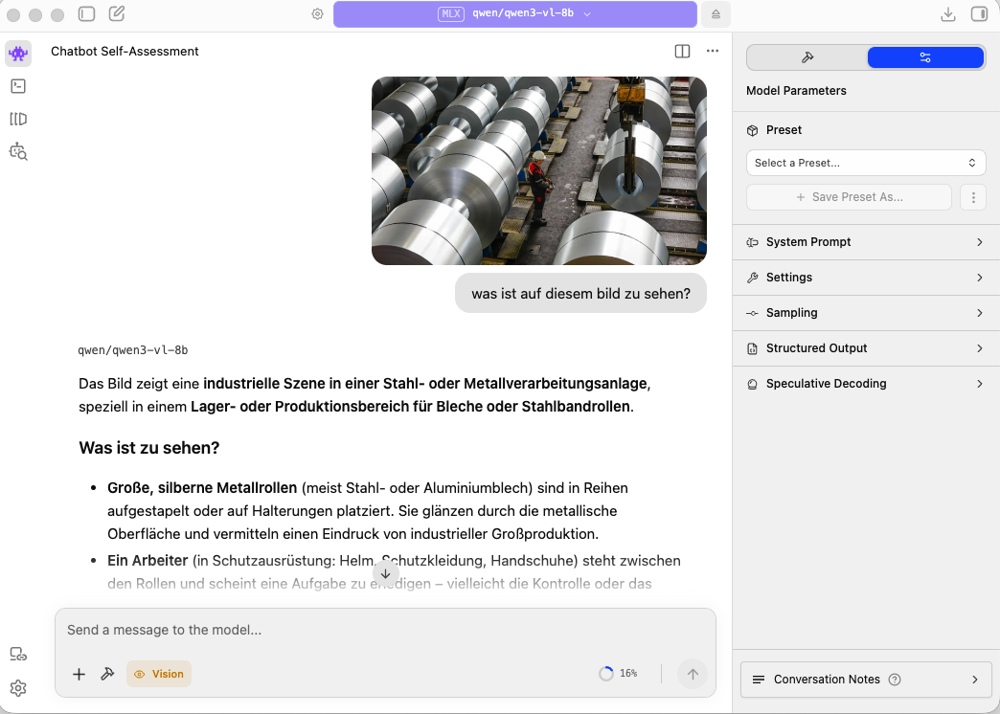 MLX qwen/qwen3-vl-8b
Chatbot Self-Assessment
was ist auf diesem bild zu sehen?
qwen/qwen3-vl-8b
Das Bild zeigt eine industrielle Szene in einer Stahl- oder Metallverarbeitungsanlage,
speziell in einem Lager- oder Produktionsbereich für Bleche oder Stahlbandrollen.
Was ist zu sehen?
Große, silberne Metallrollen (meist Stahl- oder Aluminiumblech) sind in Reihen
aufgestapelt oder auf Halterungen platziert. Sie glänzen durch die metallische
Oberfläche und vermitteln einen Eindruck von industrieller Großproduktion.
Ein Arbeiter (in Schutzausrüstung: Helm, Schutzkleidung, Handschuhe) steht zwischen
den Rollen und scheint eine Aufgabe zu erledigen – vielleicht die Kontrolle oder das
Send a message to the model...
Vision
16%
Model Parameters
Preset
Select a Preset...
+ Save Preset As...
System Prompt
Settings
Sampling
Structured Output
Speculative Decoding
Conversation Notes